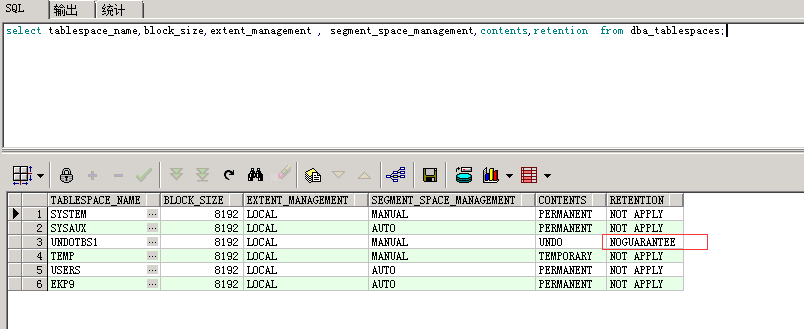 SQL 输出 统计
select tablespace_name,block_size,extent_management , segment_space_management,contents,retention  from dba_tablespaces;
TABLESPACE_NAME BLOCK_SIZE EXTENT_MANAGEMENT SEGMENT_SPACE_MANAGEMENT CONTENTS RETENTION
1 SYSTEM ... 8192 LOCAL MANUAL PERMANENT NOT APPLY
2 SYSAUX ... 8192 LOCAL AUTO PERMANENT NOT APPLY
3 UNDOTBS1 ... 8192 LOCAL MANUAL UNDO NOGUARANTEE
4 TEMP ... 8192 LOCAL MANUAL TEMPORARY NOT APPLY
5 USERS ... 8192 LOCAL AUTO PERMANENT NOT APPLY
6 EKP9 ... 8192 LOCAL AUTO PERMANENT NOT APPLY